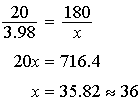 20/3.98 = 180/x
20x = 716.4
x = 35.82 ≈ 36